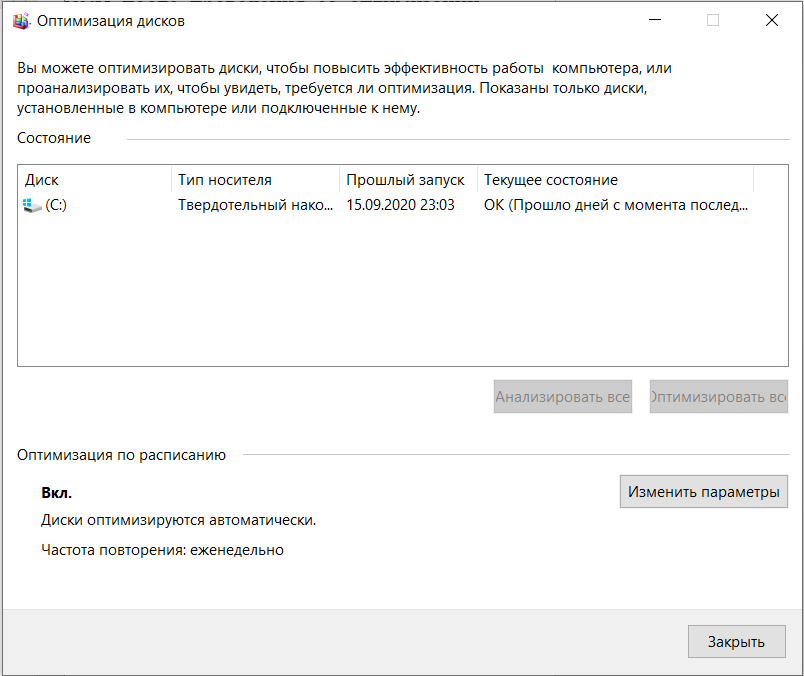 Оптимизация дисков
Вы можете оптимизировать диски, чтобы повысить эффективность работы компьютера, или
проанализировать их, чтобы увидеть, требуется ли оптимизация. Показаны только диски,
установленные в компьютере или подключенные к нему.
Состояние
Диск Тип носителя Прошлый запуск Текущее состояние
(C:) Твердотельный нако... 15.09.2020 23:03 ОК (Прошло дней с момента послед...
Анализировать все Оптимизировать все
Оптимизация по расписанию
Вкл. Изменить параметры
Диски оптимизируются автоматически.
Частота повторения: еженедельно
Закрыть